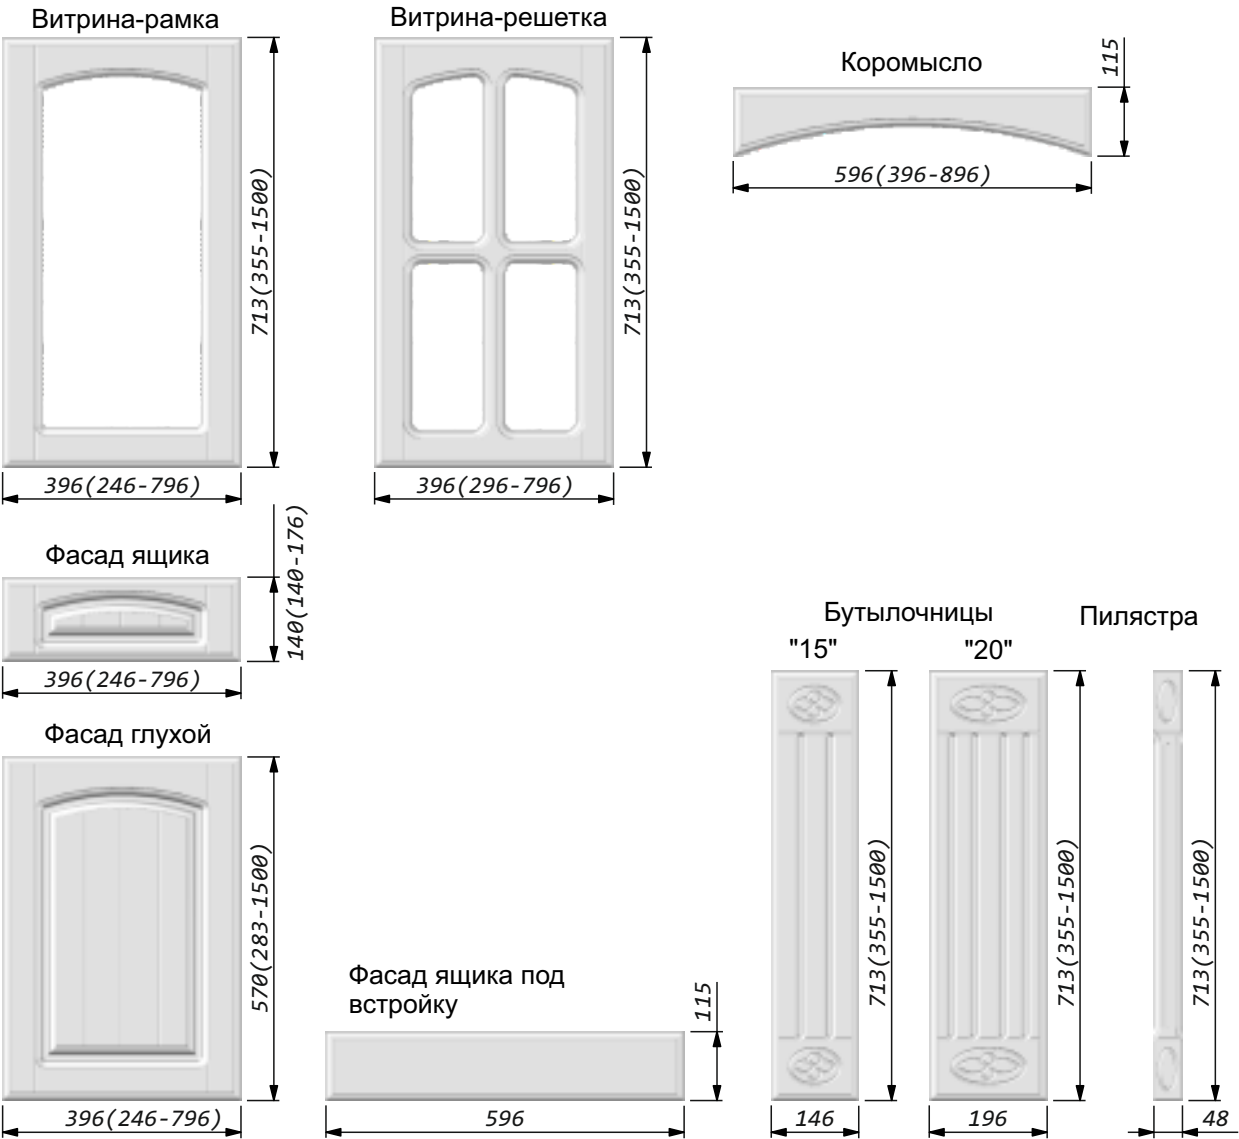 Витрина-рамка
713(355-1500)
396(246-796)
Витрина-решетка
713(355-1500)
396(296-796)
Коромысло
115
596(396-896)
Фасад ящика
140(140-176)
396(246-796)
Фасад глухой
570(283-1500)
396(246-796)
Фасад ящика под
встройку
115
596
Бутылочницы
"15"
713(355-1500)
146
"20"
713(355-1500)
196
Пилястра
713(355-1500)
48